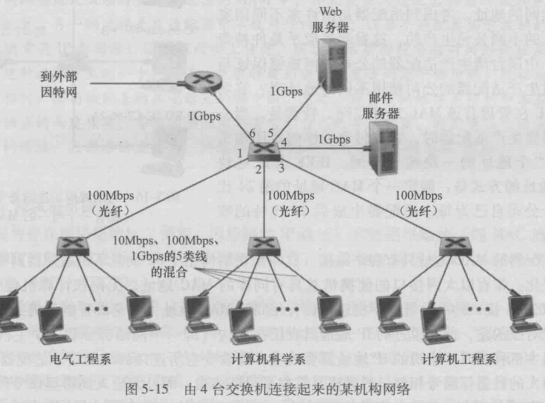 Web
服务器
到外部
因特网
1Gbps
1Gbps
邮件
服务器
1Gbps
6 5
1 4
2 3
100Mbps
(光纤)
100Mbps
(光纤)
100Mbps
(光纤)
10Mbps、100Mbps、
1Gbps的5类线
的混合
电气工程系
计算机科学系
计算机工程系
图5-15 由4台交换机连接起来的某机构网络